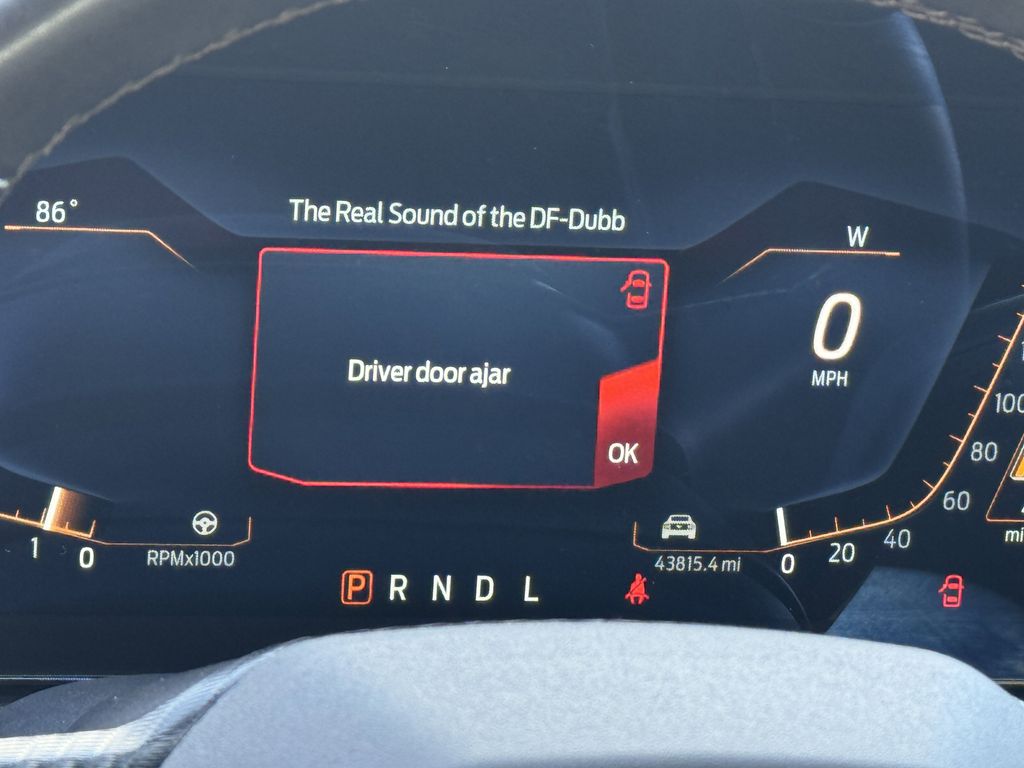 The Real Sound of the DF-Dubb
86°
W
Driver door ajar
0
MPH
OK
100
80
60
40
20
0
1
0
RPMx1000
43815.4 mi
mi
P R N D L